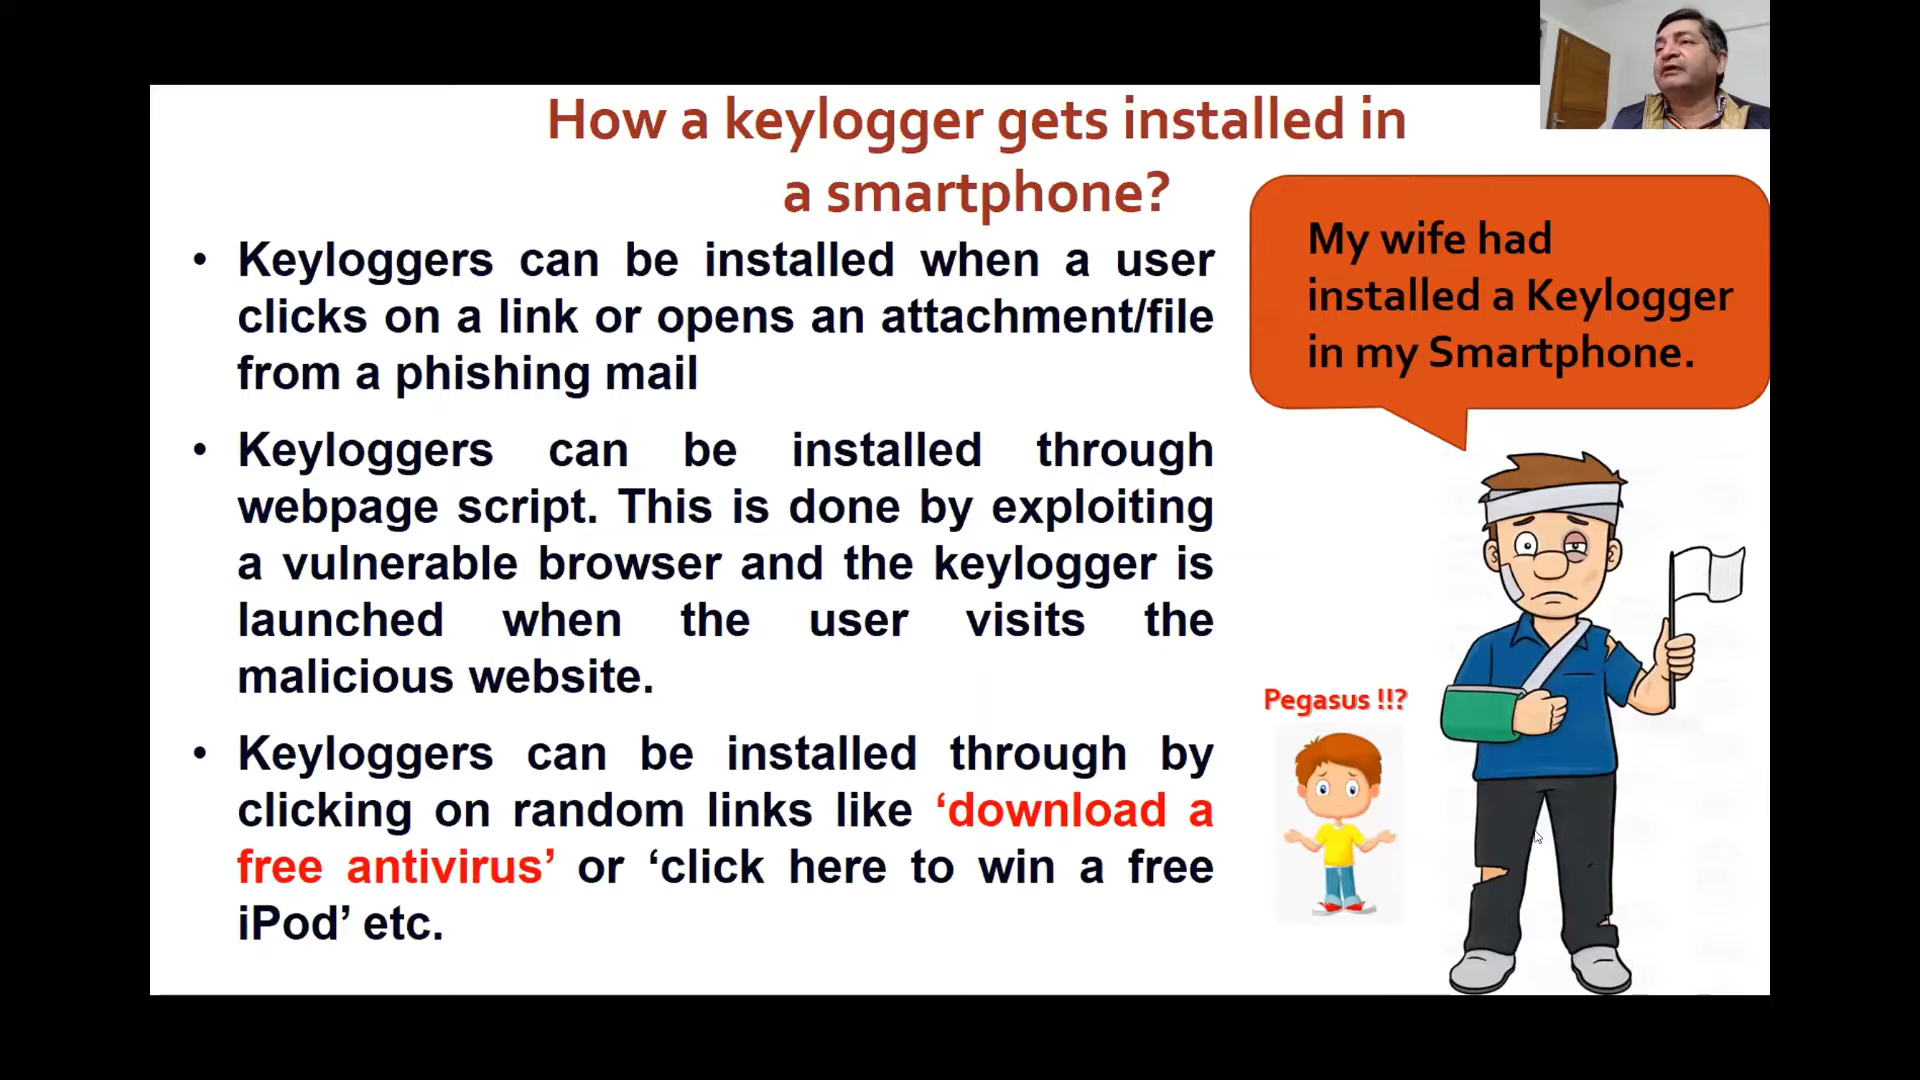 How a keylogger gets installed in
a smartphone?
• Keyloggers can be installed when a user
clicks on a link or opens an attachment/file
from a phishing mail
• Keyloggers can be installed through
webpage script. This is done by exploiting
a vulnerable browser and the keylogger is
launched when the user visits the
malicious website.
• Keyloggers can be installed through by
clicking on random links like ‘download a
free antivirus’ or ‘click here to win a free
iPod’ etc.
My wife had
installed a Keylogger
in my Smartphone.
Pegasus !!?